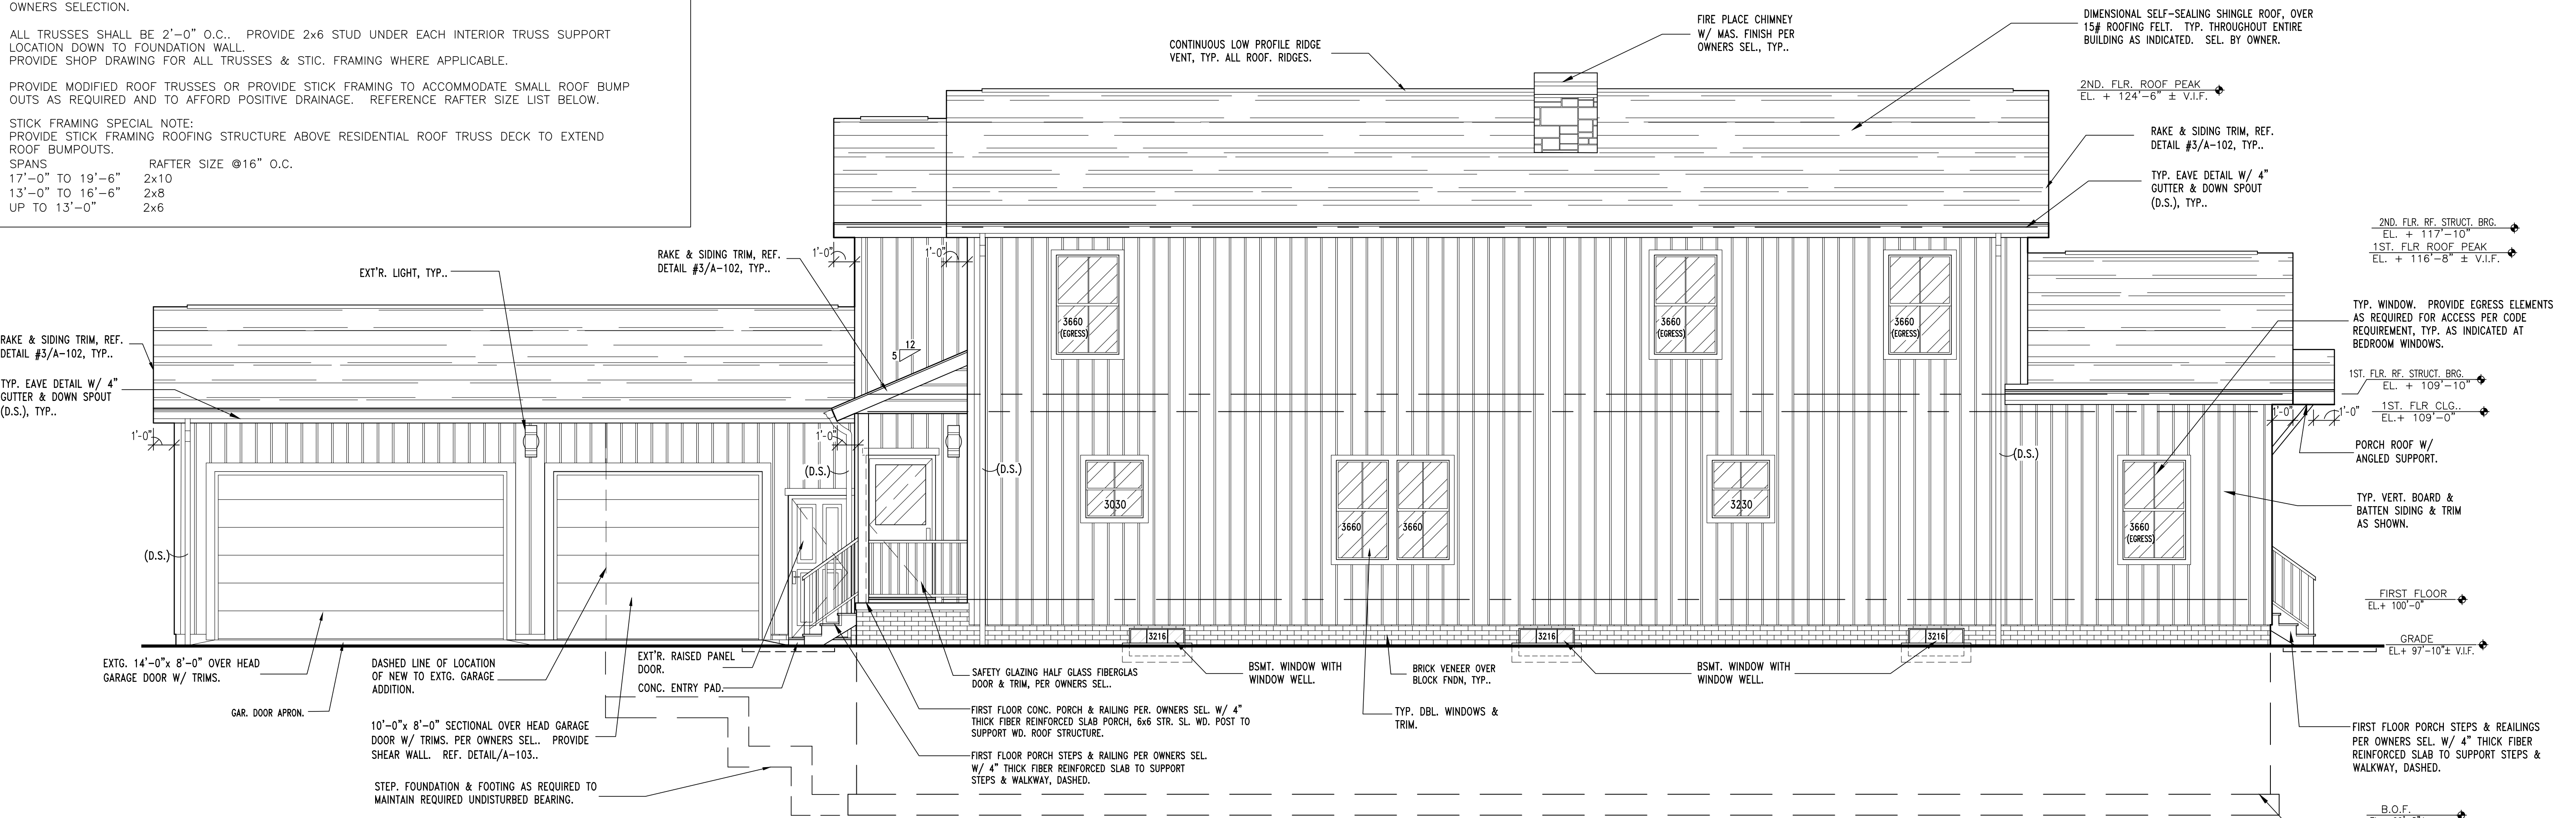 OWNERS SELECTION.
ALL TRUSSES SHALL BE 2'-0" O.C.. PROVIDE 2x6 STUD UNDER EACH INTERIOR TRUSS SUPPORT
LOCATION DOWN TO FOUNDATION WALL.
PROVIDE SHOP DRAWING FOR ALL TRUSSES & STIC. FRAMING WHERE APPLICABLE.
PROVIDE MODIFIED ROOF TRUSSES OR PROVIDE STICK FRAMING TO ACCOMMODATE SMALL ROOF BUMP
OUTS AS REQUIRED AND TO AFFORD POSITIVE DRAINAGE. REFERENCE RAFTER SIZE LIST BELOW.
STICK FRAMING SPECIAL NOTE:
PROVIDE STICK FRAMING ROOFING STRUCTURE ABOVE RESIDENTIAL ROOF TRUSS DECK TO EXTEND
ROOF BUMPOUTS.
SPANS RAFTER SIZE @16" O.C.
17'-0" TO 19'-6" 2x10
13'-0" TO 16'-6" 2x8
UP TO 13'-0" 2x6
CONTINUOUS LOW PROFILE RIDGE
VENT, TYP. ALL ROOF. RIDGES.
FIRE PLACE CHIMNEY
W/ MAS. FINISH PER
OWNERS SEL., TYP..
DIMENSIONAL SELF-SEALING SHINGLE ROOF, OVER
15# ROOFING FELT. TYP. THROUGHOUT ENTIRE
BUILDING AS INDICATED. SEL. BY OWNER.
2ND. FLR. ROOF PEAK
EL. + 124'-6" ± V.I.F.
RAKE & SIDING TRIM, REF.
DETAIL #3/A-102, TYP..
TYP. EAVE DETAIL W/ 4"
GUTTER & DOWN SPOUT
(D.S.), TYP..
2ND. FLR. RF. STRUCT. BRG.
EL. + 117'-10"
1ST. FLR ROOF PEAK
EL. + 116'-8" ± V.I.F.
TYP. WINDOW. PROVIDE EGRESS ELEMENTS
AS REQUIRED FOR ACCESS PER CODE
REQUIREMENT, TYP. AS INDICATED AT
BEDROOM WINDOWS.
1ST. FLR. RF. STRUCT. BRG.
EL. + 109'-10"
1ST. FLR CLG..
EL.+ 109'-0"
1'-0"
1'-0"
PORCH ROOF W/
ANGLED SUPPORT.
TYP. VERT. BOARD &
BATTEN SIDING & TRIM
AS SHOWN.
FIRST FLOOR
EL.+ 100'-0"
GRADE
EL.+ 97'-10"± V.I.F.
FIRST FLOOR PORCH STEPS & REAILINGS
PER OWNERS SEL. W/ 4" THICK FIBER
REINFORCED SLAB TO SUPPORT STEPS &
WALKWAY, DASHED.
B.O.F.
RAKE & SIDING TRIM, REF.
DETAIL #3/A-102, TYP..
1'-0"
1'-0"
EXT'R. LIGHT, TYP..
RAKE & SIDING TRIM, REF.
DETAIL #3/A-102, TYP..
TYP. EAVE DETAIL W/ 4"
GUTTER & DOWN SPOUT
(D.S.), TYP..
1'-0"
12
5
1'-0"
(D.S.)
(D.S.)
(D.S.)
(D.S.)
3660
(EGRESS)
3660
(EGRESS)
3660
(EGRESS)
3030
3660
3660
3230
3660
(EGRESS)
3216
3216
3216
EXTG. 14'-0"x 8'-0" OVER HEAD
GARAGE DOOR W/ TRIMS.
GAR. DOOR APRON.
DASHED LINE OF LOCATION
OF NEW TO EXTG. GARAGE
ADDITION.
10'-0"x 8'-0" SECTIONAL OVER HEAD GARAGE
DOOR W/ TRIMS. PER OWNERS SEL.. PROVIDE
SHEAR WALL. REF. DETAIL/A-103..
STEP. FOUNDATION & FOOTING AS REQUIRED TO
MAINTAIN REQUIRED UNDISTURBED BEARING.
EXT'R. RAISED PANEL
DOOR.
CONC. ENTRY PAD.
SAFETY GLAZING HALF GLASS FIBERGLAS
DOOR & TRIM, PER OWNERS SEL..
FIRST FLOOR CONC. PORCH & RAILING PER. OWNERS SEL. W/ 4"
THICK FIBER REINFORCED SLAB PORCH, 6x6 STR. SL. WD. POST TO
SUPPORT WD. ROOF STRUCTURE.
FIRST FLOOR PORCH STEPS & RAILING PER OWNERS SEL.
W/ 4" THICK FIBER REINFORCED SLAB TO SUPPORT
STEPS & WALKWAY, DASHED.
BSMT. WINDOW WITH
WINDOW WELL.
BRICK VENEER OVER
BLOCK FNDN, TYP..
TYP. DBL. WINDOWS &
TRIM.
BSMT. WINDOW WITH
WINDOW WELL.